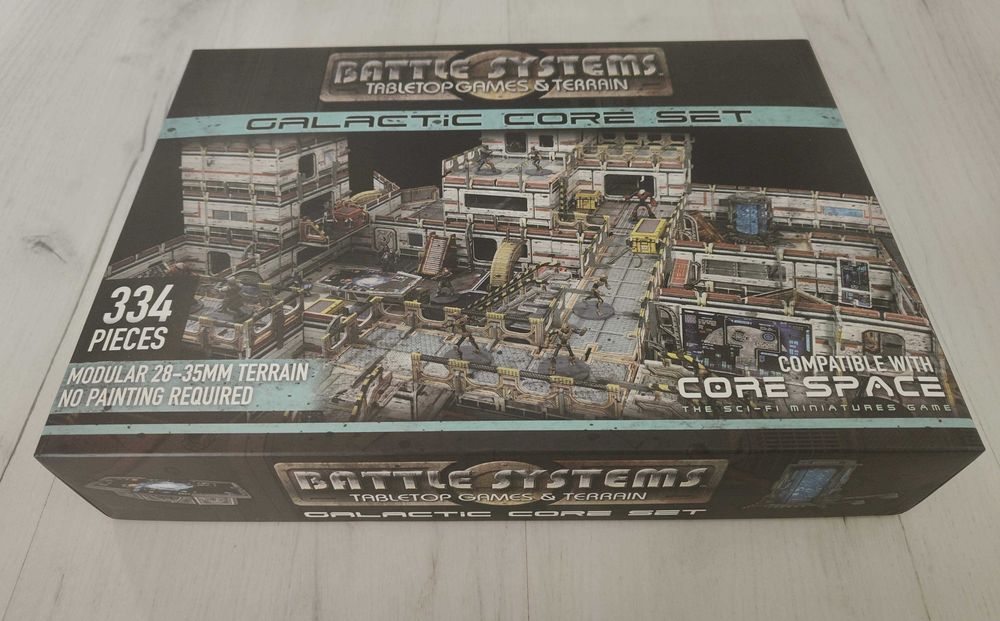 BATTLE SYSTEMS
TABLETOP GAMES & TERRAIN
GALACTIC CORE SET
334
PIECES
MODULAR 28-35MM TERRAIN
NO PAINTING REQUIRED
COMPATIBLE WITH
CORE SPACE
THE SCI-FI MINIATURES GAME
BATTLE SYSTEMS
TABLETOP GAMES & TERRAIN
GALACTIC CORE SET